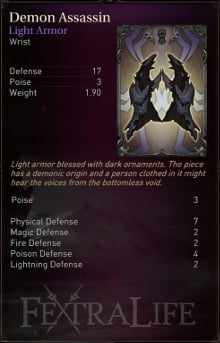 Demon Assassin
Light Armor
Wrist
Defense 17
Poise 3
Weight 1.90
Light armor blessed with dark ornaments. The piece
has a demonic origin and a person clothed in it might
hear the voices from the bottomless void.
Poise 3
Physical Defense 7
Magic Defense 2
Fire Defense 2
Poison Defense 4
Lightning Defense 2
FEXTRALIFE